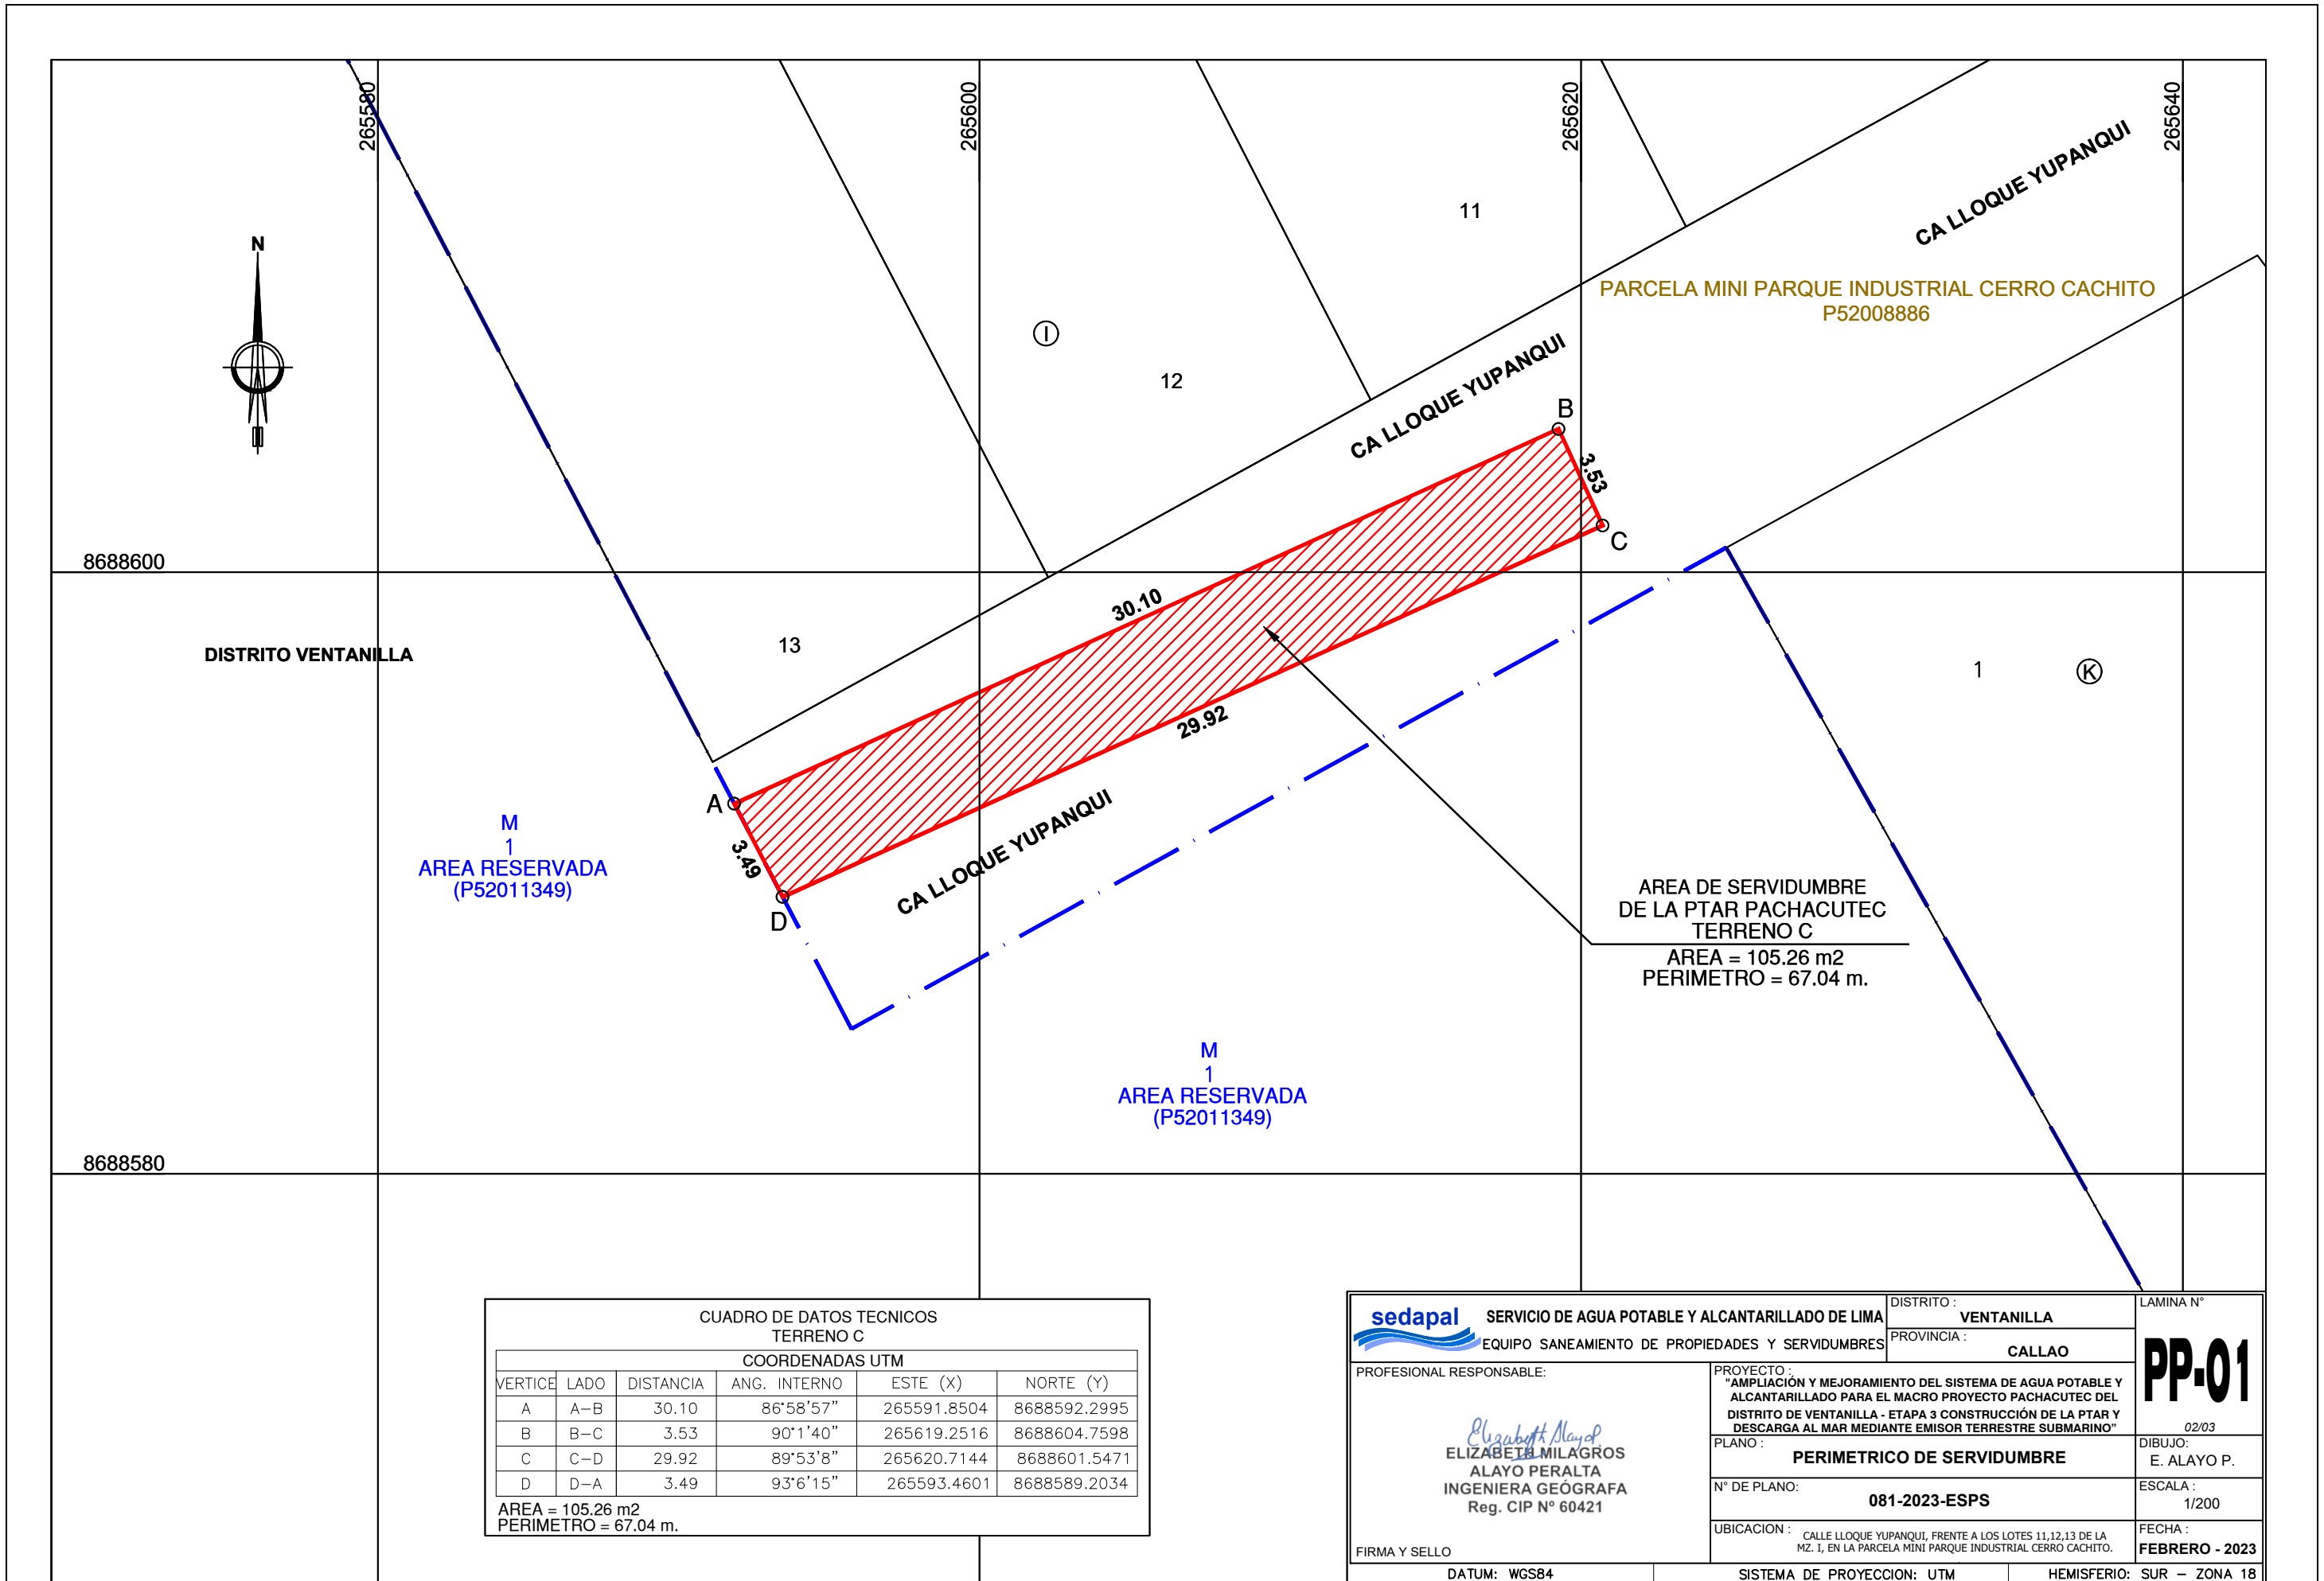 265580
265600
265620
265640
CA LLOQUE YUPANQUI
11
N
PARCELA MINI PARQUE INDUSTRIAL CERRO CACHITO
P52008886
I
12
CA LLOQUE YUPANQUI
B
3.53
C
8688600
30.10
13
DISTRITO VENTANILLA
1
K
29.92
A
CA LLOQUE YUPANQUI
3.49
D
M
1
AREA RESERVADA
(P52011349)
AREA DE SERVIDUMBRE
DE LA PTAR PACHACUTEC
TERRENO C
AREA = 105.26 m2
PERIMETRO = 67.04 m.
M
1
AREA RESERVADA
(P52011349)
8688580
CUADRO DE DATOS TECNICOS
TERRENO C
COORDENADAS UTM
VERTICE LADO DISTANCIA ANG. INTERNO ESTE (X) NORTE (Y)
A A-B 30.10 86°58'57" 265591.8504 8688592.2995
B B-C 3.53 90°1'40" 265619.2516 8688604.7598
C C-D 29.92 89°53'8" 265620.7144 8688601.5471
D D-A 3.49 93°6'15" 265593.4601 8688589.2034
AREA = 105.26 m2
PERIMETRO = 67.04 m.
sedapal
SERVICIO DE AGUA POTABLE Y ALCANTARILLADO DE LIMA
EQUIPO SANEAMIENTO DE PROPIEDADES Y SERVIDUMBRES
DISTRITO :
VENTANILLA
PROVINCIA :
CALLAO
LAMINA N°
PP-01
02/03
PROFESIONAL RESPONSABLE:
Elizabeth Alayo P.
ELIZABETH MILAGROS
ALAYO PERALTA
INGENIERA GEÓGRAFA
Reg. CIP Nº 60421
FIRMA Y SELLO
PROYECTO :
"AMPLIACIÓN Y MEJORAMIENTO DEL SISTEMA DE AGUA POTABLE Y
ALCANTARILLADO PARA EL MACRO PROYECTO PACHACUTEC DEL
DISTRITO DE VENTANILLA - ETAPA 3 CONSTRUCCIÓN DE LA PTAR Y
DESCARGA AL MAR MEDIANTE EMISOR TERRESTRE SUBMARINO"
PLANO :
PERIMETRICO DE SERVIDUMBRE
DIBUJO:
E. ALAYO P.
N° DE PLANO:
081-2023-ESPS
ESCALA :
1/200
UBICACION :
CALLE LLOQUE YUPANQUI, FRENTE A LOS LOTES 11,12,13 DE LA
MZ. I, EN LA PARCELA MINI PARQUE INDUSTRIAL CERRO CACHITO.
FECHA :
FEBRERO - 2023
DATUM: WGS84
SISTEMA DE PROYECCION: UTM
HEMISFERIO: SUR – ZONA 18